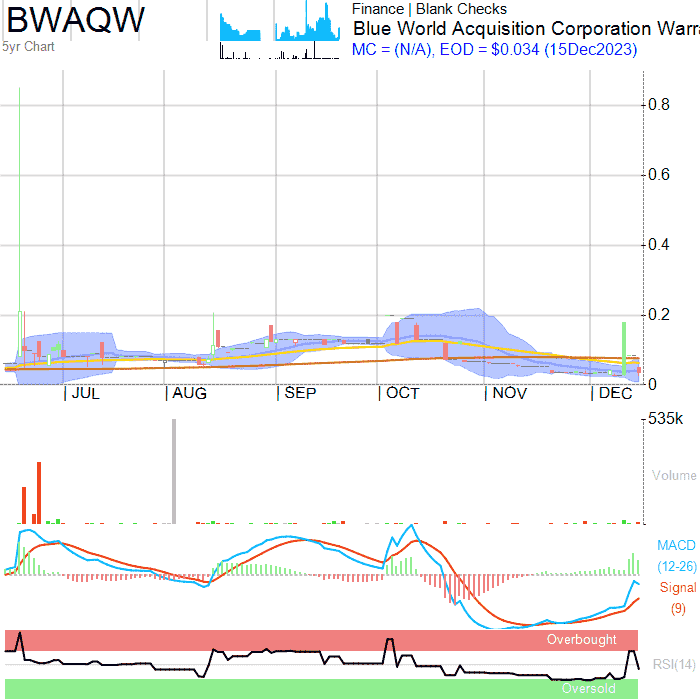 BWAQW
5yr Chart
Finance | Blank Checks
Blue World Acquisition Corporation Warra
MC = (N/A), EOD = $0.034 (15Dec2023)
0.8
0.6
0.4
0.2
0
| JUL | AUG | SEP | OCT | NOV | DEC
535k
Volume
MACD
(12-26)
Signal
(9)
Overbought
RSI(14)
Oversold